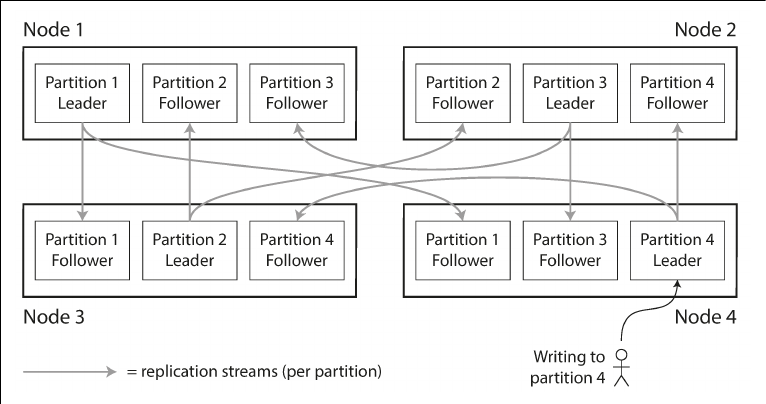 Node 1
Node 2
Partition 1
Leader
Partition 2
Follower
Partition 3
Follower
Partition 2
Follower
Partition 3
Leader
Partition 4
Follower
Partition 1
Follower
Partition 2
Leader
Partition 4
Follower
Partition 1
Follower
Partition 3
Follower
Partition 4
Leader
Node 3
Node 4
Writing to
partition 4
= replication streams (per partition)